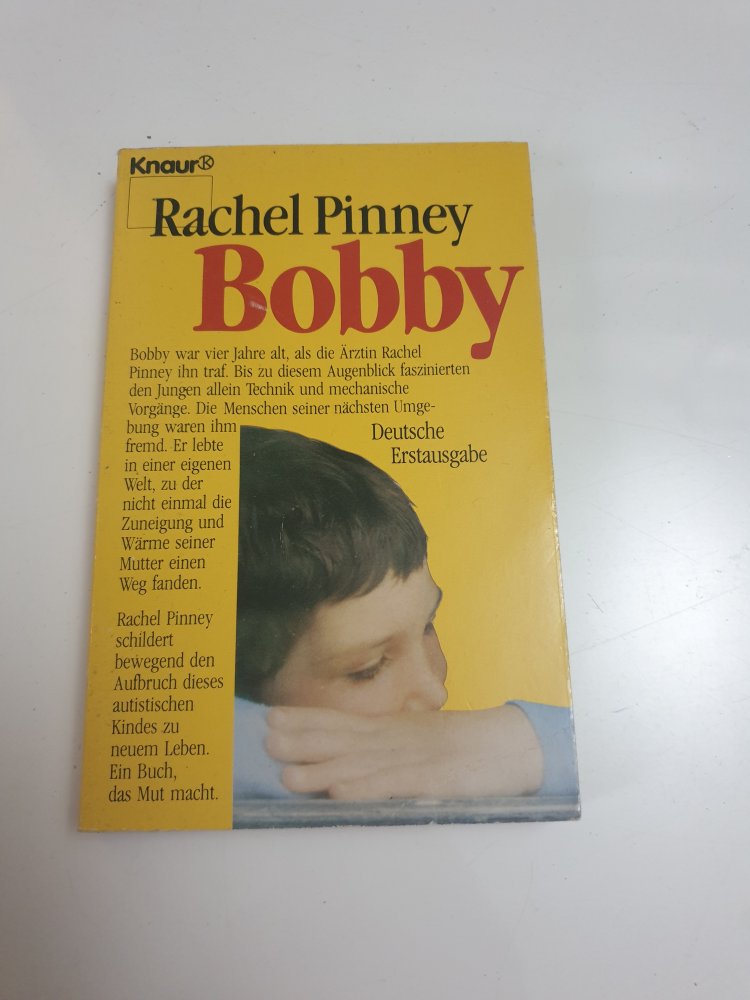 Knaur
Rachel Pinney
Bobby
Bobby war vier Jahre alt, als die Ärztin Rachel
Pinney ihn traf. Bis zu diesem Augenblick faszinierten
den Jungen allein Technik und mechanische
Vorgänge. Die Menschen seiner nächsten Umge-
bung waren ihm
fremd. Er lebte
in einer eigenen
Welt, zu der
nicht einmal die
Zuneigung und
Wärme seiner
Mutter einen
Weg fanden.
Deutsche
Erstausgabe
Rachel Pinney
schildert
bewegend den
Aufbruch dieses
autistischen
Kindes zu
neuem Leben.
Ein Buch,
das Mut macht.